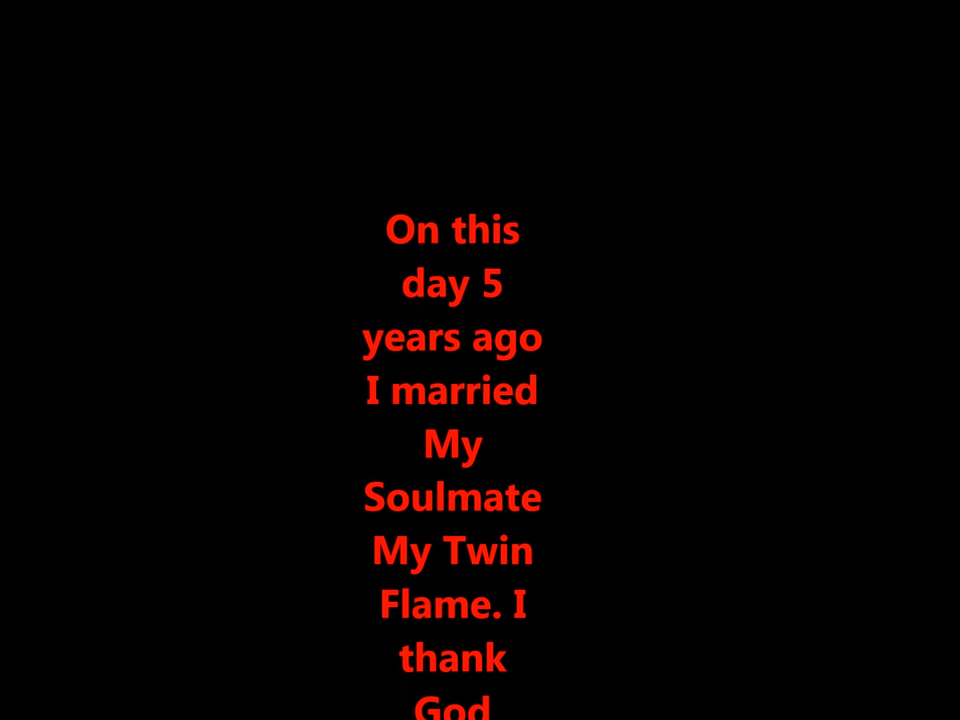 On this
day 5
years ago
I married
My
Soulmate
My Twin
Flame. I
thank
God